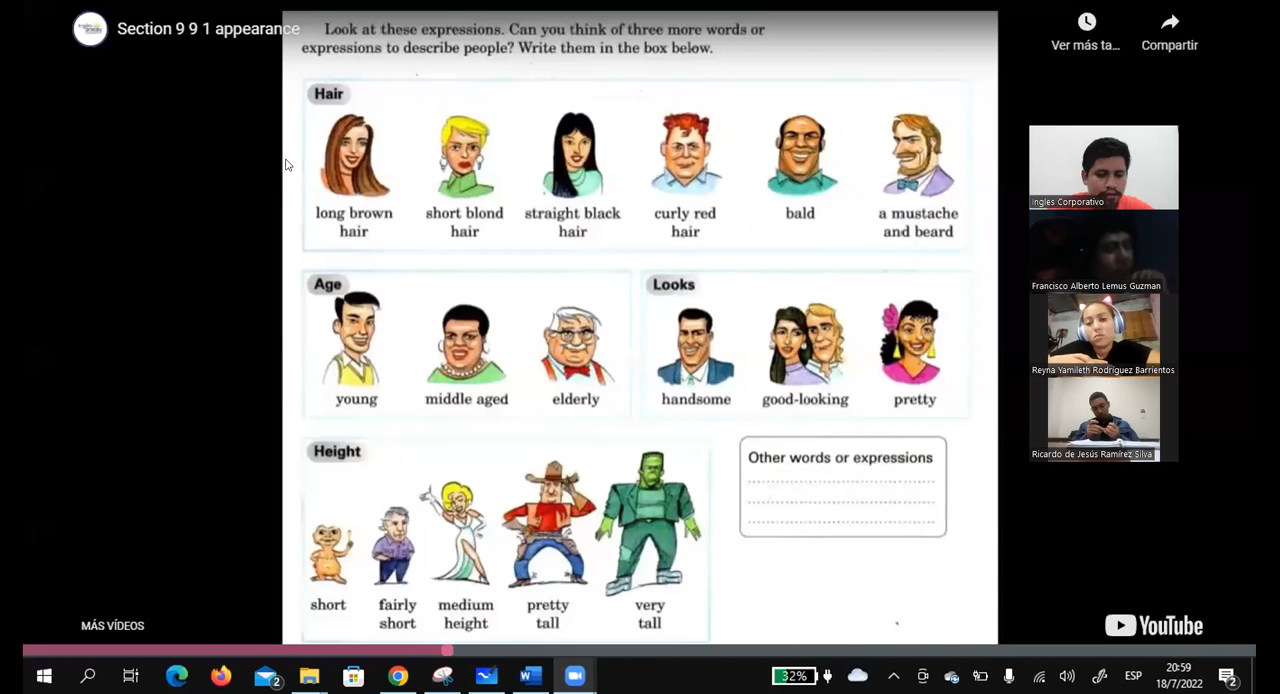 Section 9 9 1 appearance
Look at these expressions. Can you think of three more words or
expressions to describe people? Write them in the box below.
Ver más ta...
Compartir
Hair
long brown
hair
short blond
hair
straight black
hair
curly red
hair
bald
a mustache
and beard
Age
young
middle aged
elderly
Looks
handsome
good-looking
pretty
Height
short
fairly
short
medium
height
pretty
tall
very
tall
Other words or expressions
Ingles Corporativo
Francisco Alberto Lemus Guzman
Reyna Yamileth Rodriguez Barrientos
Ricardo de Jesús Ramírez Silva
MÁS VÍDEOS
YouTube
2
32%
ESP
20:59
18/7/2022
2